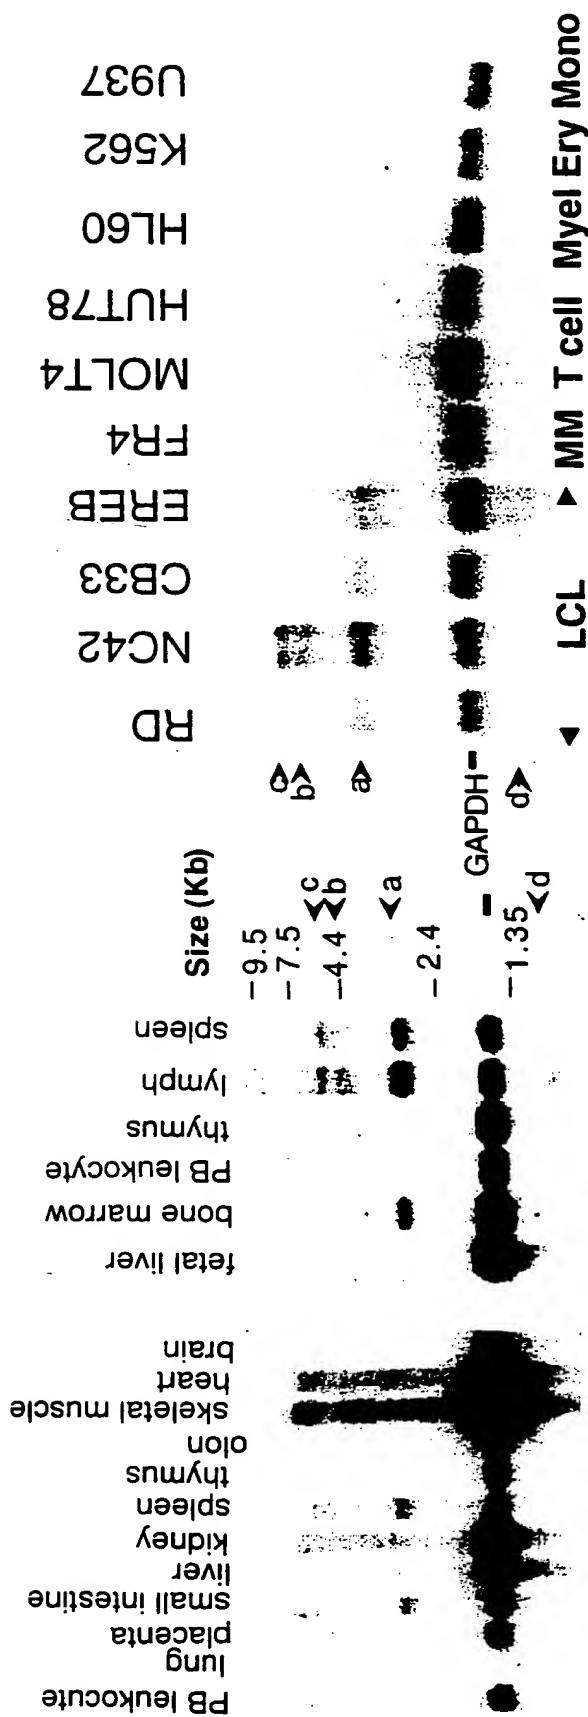 PB leukocute
lung
placenta
small intestine
liver
kidney
spleen
thymus
olon
skeletal muscle
heart
brain
fetal liver
bone marrow
PB leukocyte
thymus
lymph
spleen
Size (Kb)
-9.5
-7.5
-4.4
-2.4
-1.35
c
b
a
d
GAPDH
c
b
a
d
RD
NC42
CB33
EREB
FR4
MOLT4
HUT78
HL60
K562
U937
LCL MM T cell Myel Ery Mono